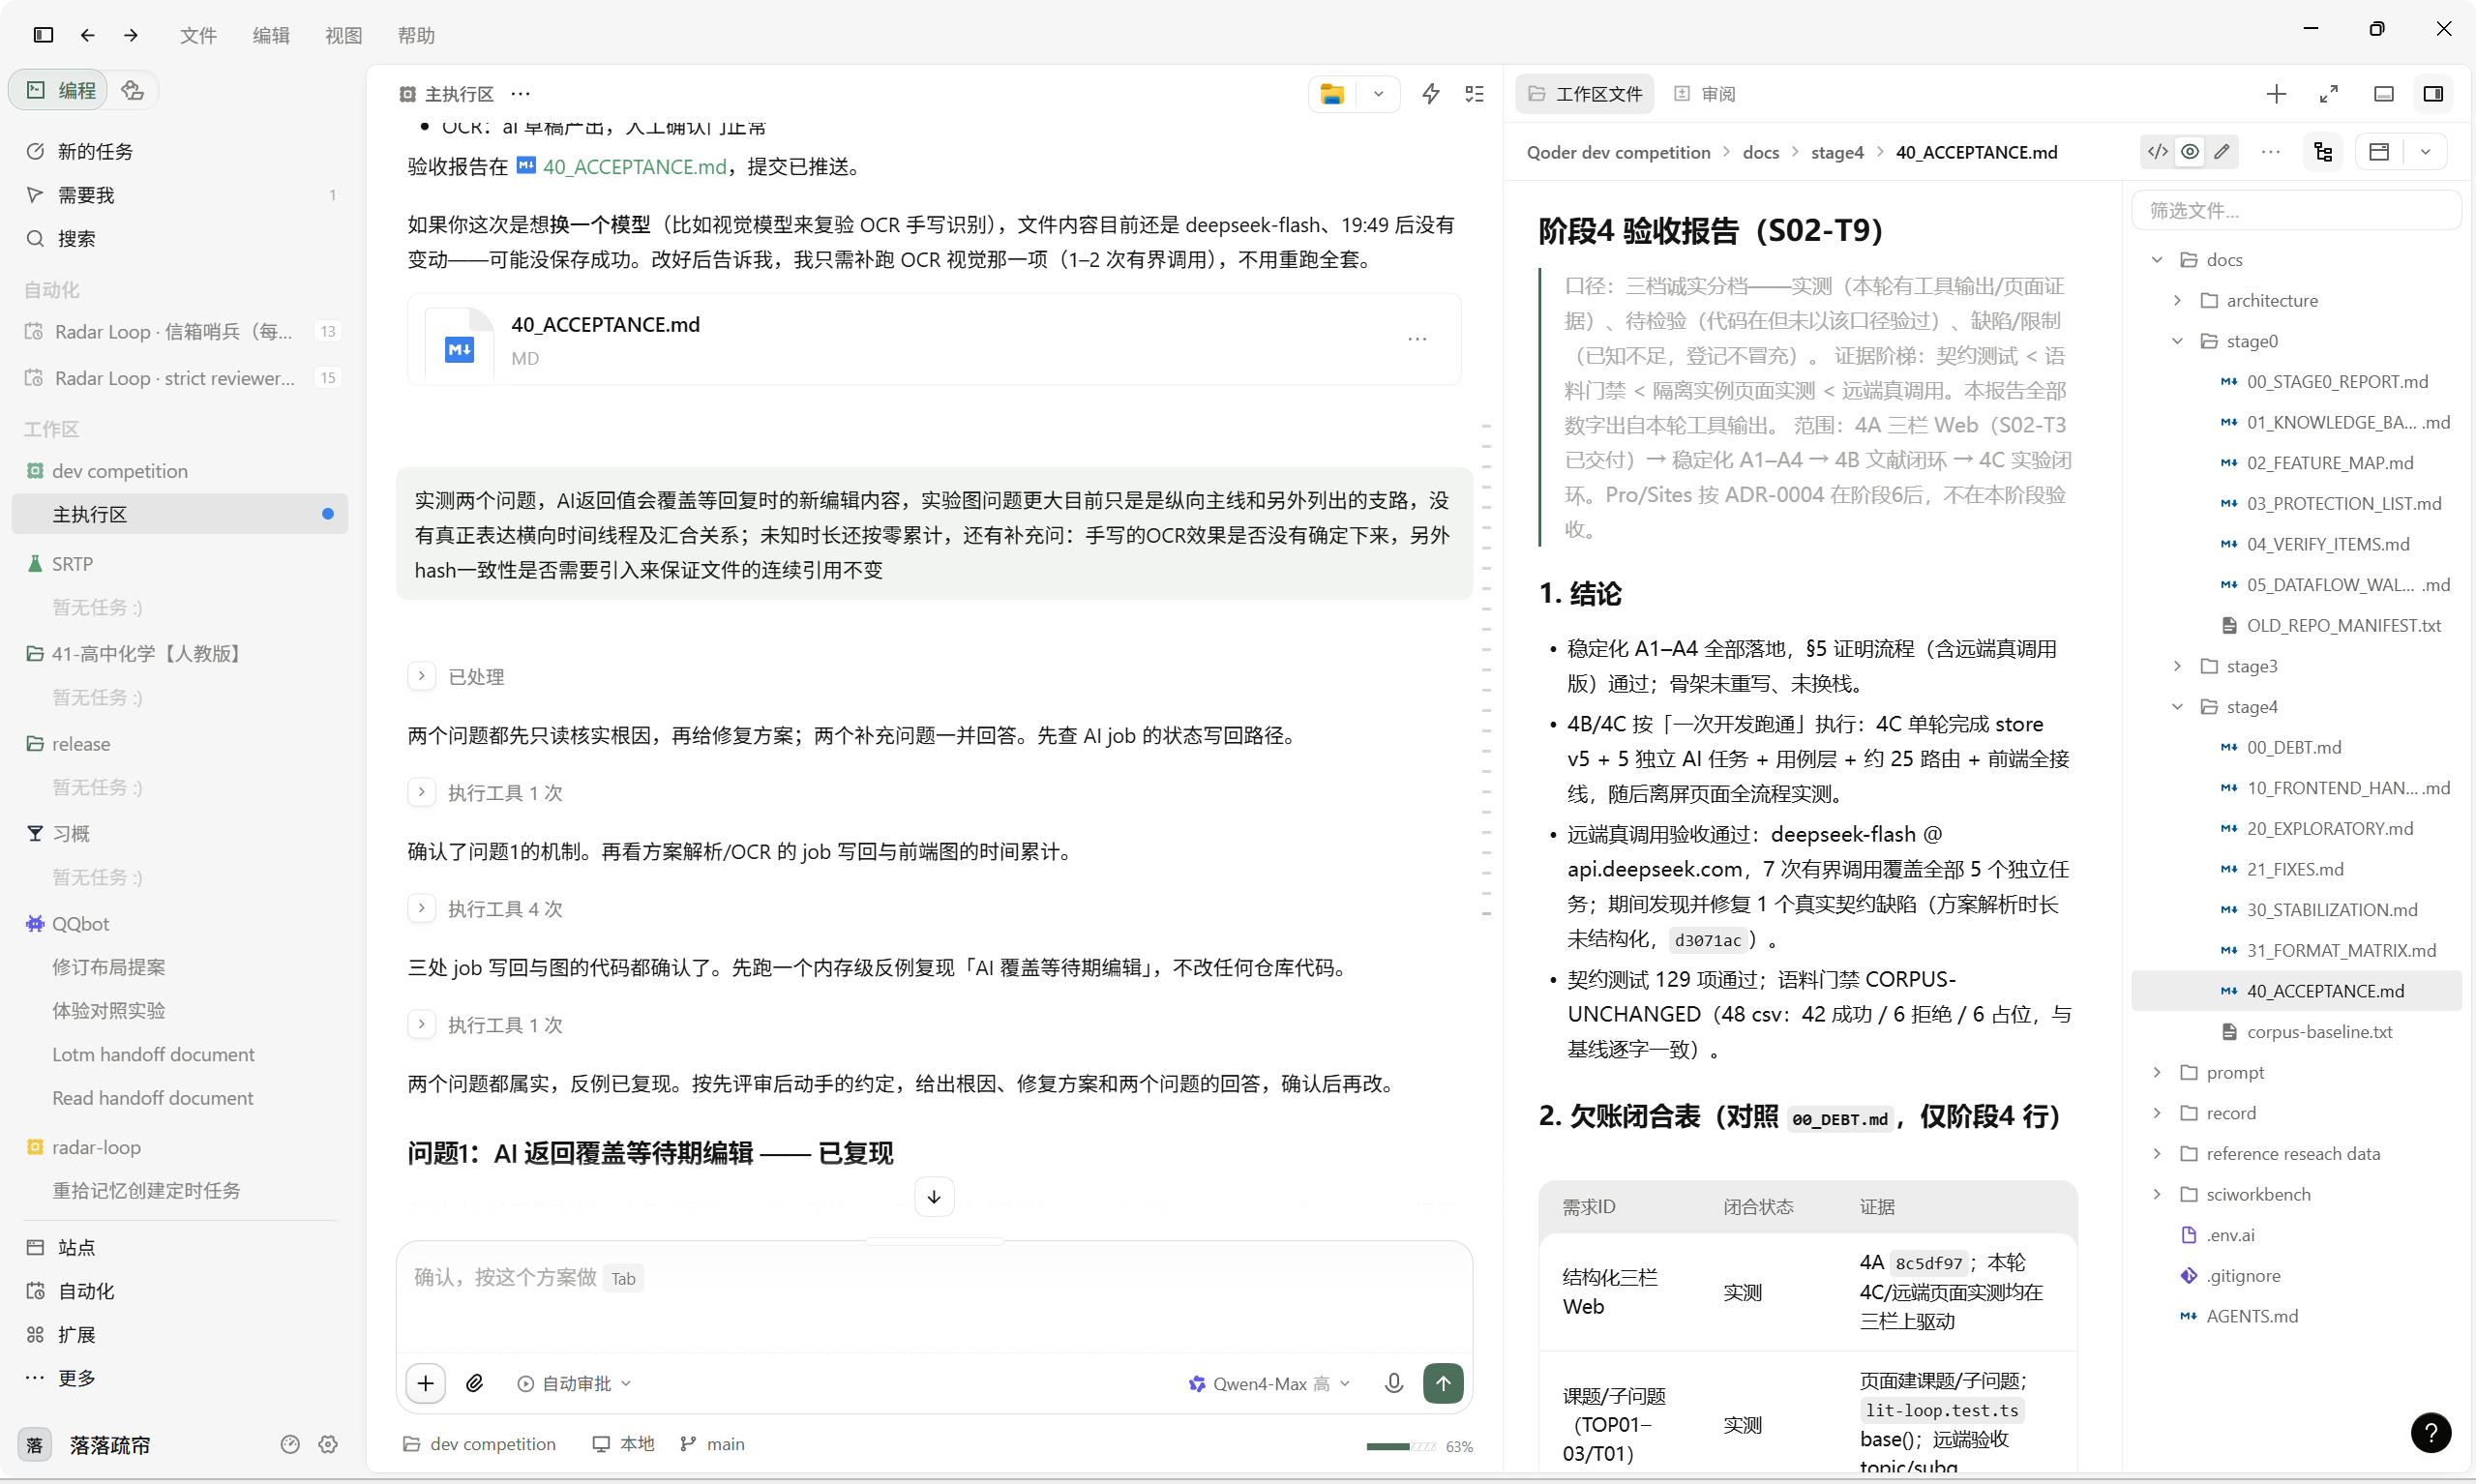 文件 编辑 视图 帮助
编程
新的任务
需要我 1
搜索
自动化
Radar Loop · 信箱哨兵（每... 13
Radar Loop · strict reviewer... 15
工作区
dev competition
主执行区
SRTP
暂无任务 :)
41-高中化学【人教版】
暂无任务 :)
release
暂无任务 :)
习概
暂无任务 :)
QQbot
修订布局提案
体验对照实验
Lotm handoff document
Read handoff document
radar-loop
重拾记忆创建定时任务
站点
自动化
扩展
更多
落 落落疏帘
主执行区
OCR：ai 草稿产出，人工确认门正常
验收报告在 40_ACCEPTANCE.md，提交已推送。
如果你这次是想换一个模型（比如视觉模型来复验 OCR 手写识别），文件内容目前还是 deepseek-flash、19:49 后没有
变动——可能没保存成功。改好后告诉我，我只需补跑 OCR 视觉那一项（1–2 次有界调用），不用重跑全套。
40_ACCEPTANCE.md
MD
实测两个问题，AI返回值会覆盖等回复时的新编辑内容，实验图问题更大目前只是是纵向主线和另外列出的支路，没
有真正表达横向时间线程及汇合关系；未知时长还按零累计，还有补充问：手写的OCR效果是否没有确定下来，另外
hash一致性是否需要引入来保证文件的连续引用不变
已处理
两个问题都先只读核实根因，再给修复方案；两个补充问题一并回答。先查 AI job 的状态写回路径。
执行工具 1 次
确认了问题1的机制。再看方案解析/OCR 的 job 写回与前端图的时间累计。
执行工具 4 次
三处 job 写回与图的代码都确认了。先跑一个内存级反例复现「AI 覆盖等待期编辑」，不改任何仓库代码。
执行工具 1 次
两个问题都属实，反例已复现。按先评审后动手的约定，给出根因、修复方案和两个问题的回答，确认后再改。
问题1：AI 返回覆盖等待期编辑 —— 已复现
确认，按这个方案做 Tab
自动审批
Qwen4-Max 高
dev competition 本地 main
63%
工作区文件 审阅
Qoder dev competition > docs > stage4 > 40_ACCEPTANCE.md
阶段4 验收报告（S02-T9）
口径：三档诚实分档——实测（本轮有工具输出/页面证
据）、待检验（代码在但未以该口径验过）、缺陷/限制
（已知不足，登记不冒充）。 证据阶梯：契约测试 < 语
料门禁 < 隔离实例页面实测 < 远端真调用。本报告全部
数字出自本轮工具输出。 范围：4A 三栏 Web（S02-T3
已交付）→ 稳定化 A1–A4 → 4B 文献闭环 → 4C 实验闭
环。Pro/Sites 按 ADR-0004 在阶段6后，不在本阶段验
收。
1. 结论
• 稳定化 A1–A4 全部落地，§5 证明流程（含远端真调用
版）通过；骨架未重写、未换栈。
• 4B/4C 按「一次开发跑通」执行：4C 单轮完成 store
v5 + 5 独立 AI 任务 + 用例层 + 约 25 路由 + 前端全接
线，随后离屏页面全流程实测。
• 远端真调用验收通过：deepseek-flash @
api.deepseek.com，7 次有界调用覆盖全部 5 个独立任
务；期间发现并修复 1 个真实契约缺陷（方案解析时长
未结构化，d3071ac）。
• 契约测试 129 项通过；语料门禁 CORPUS-
UNCHANGED（48 csv：42 成功 / 6 拒绝 / 6 占位，与
基线逐字一致）。
2. 欠账闭合表（对照 00_DEBT.md，仅阶段4 行）
需求ID 闭合状态 证据
结构化三栏
Web
实测
4A 8c5df97；本轮
4C/远端页面实测均在
三栏上驱动
课题/子问题
（TOP01–
03/T01）
实测
页面建课题/子问题；
lit-loop.test.ts
base()；远端验收
topic/subq
筛选文件...
docs
architecture
stage0
00_STAGE0_REPORT.md
01_KNOWLEDGE_BA... .md
02_FEATURE_MAP.md
03_PROTECTION_LIST.md
04_VERIFY_ITEMS.md
05_DATAFLOW_WAL... .md
OLD_REPO_MANIFEST.txt
stage3
stage4
00_DEBT.md
10_FRONTEND_HAN... .md
20_EXPLORATORY.md
21_FIXES.md
30_STABILIZATION.md
31_FORMAT_MATRIX.md
40_ACCEPTANCE.md
corpus-baseline.txt
prompt
record
reference reseach data
sciworkbench
.env.ai
.gitignore
AGENTS.md
?